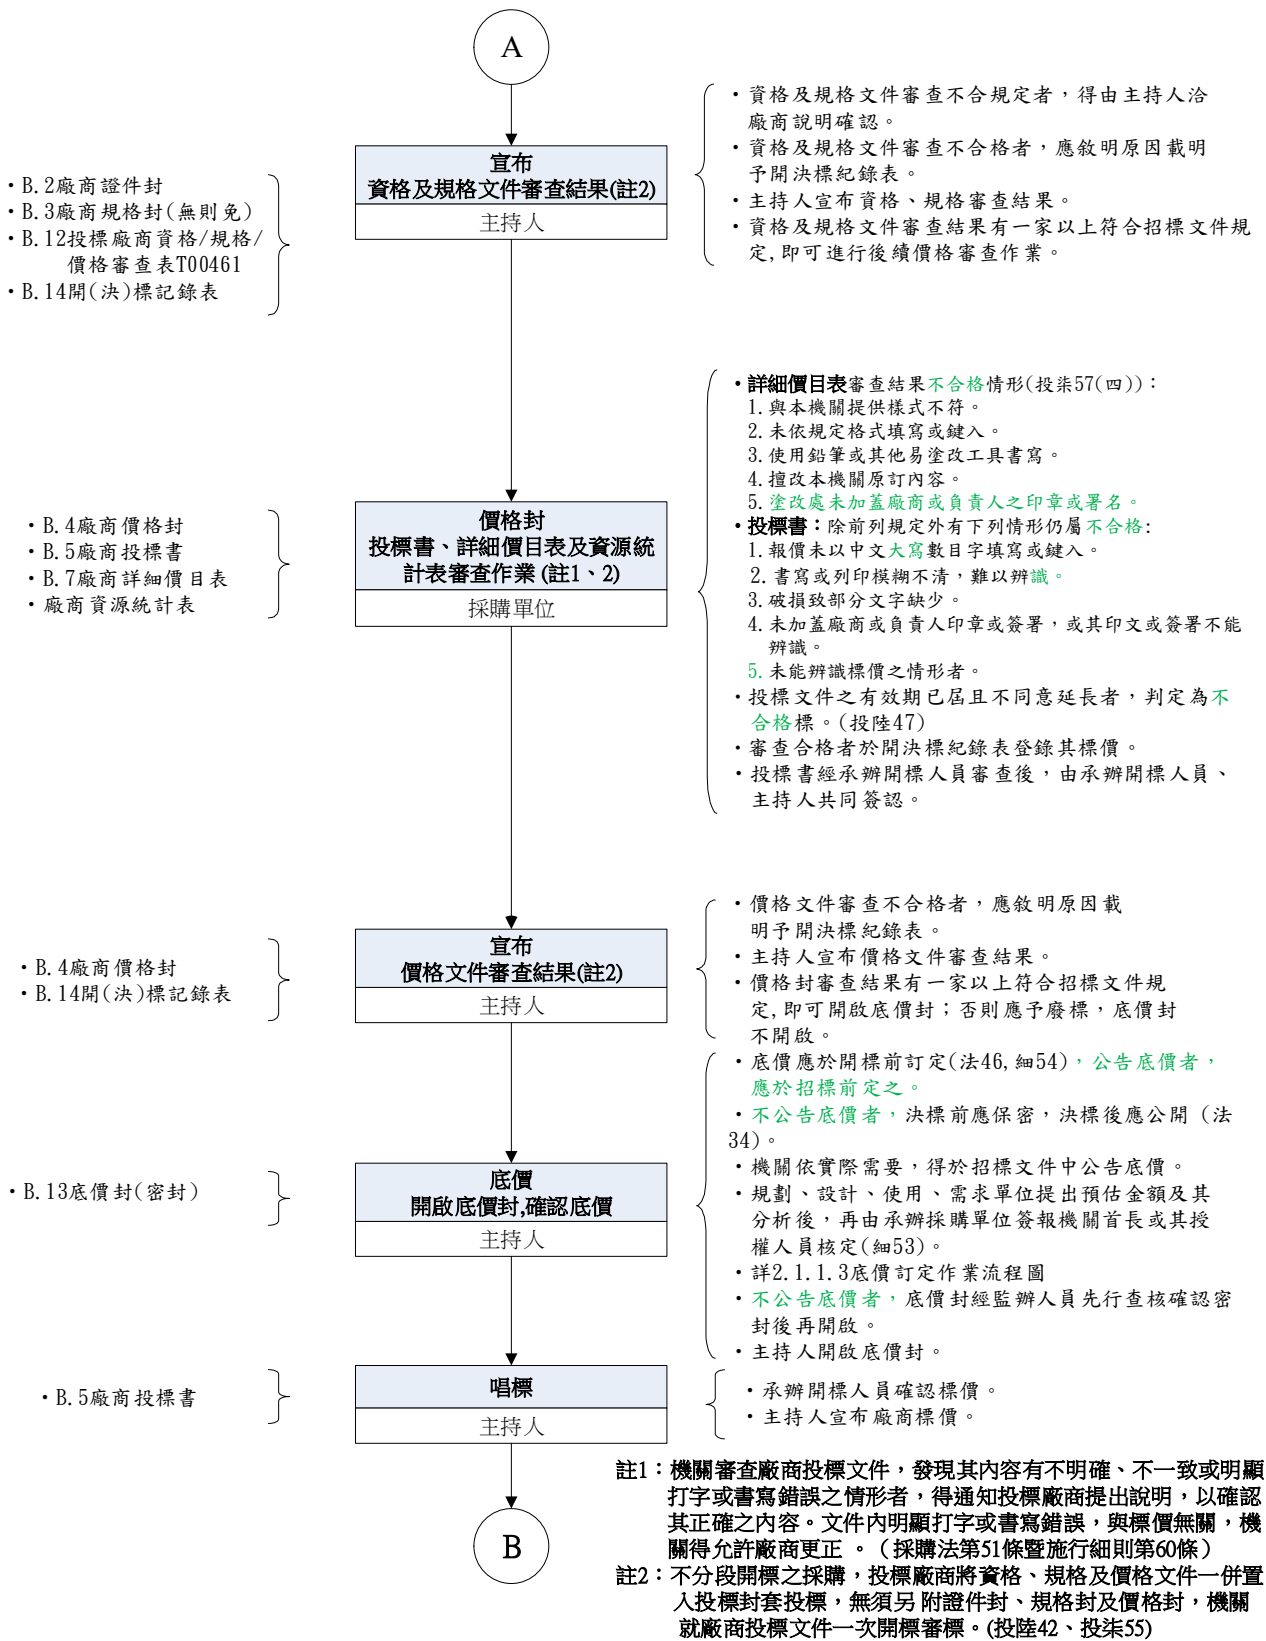 A
・資格及規格文件審查不合規定者，得由主持人洽
廠商說明確認。
・資格及規格文件審查不合格者，應敘明原因載明
予開決標紀錄表。
・主持人宣布資格、規格審查結果。
・資格及規格文件審查結果有一家以上符合招標文件規
定,即可進行後續價格審查作業。
宣布
資格及規格文件審查結果(註2)
主持人
・B.2廠商證件封
・B.3廠商規格封(無則免)
・B.12投標廠商資格/規格/
價格審查表T00461
・B.14開(決)標記錄表
・詳細價目表審查結果不合格情形(投柒57(四))：
1.與本機關提供樣式不符。
2.未依規定格式填寫或鍵入。
3.使用鉛筆或其他易塗改工具書寫。
4.擅改本機關原訂內容。
5.塗改處未加蓋廠商或負責人之印章或署名。
・投標書：除前列規定外有下列情形仍屬不合格:
1.報價未以中文大寫數目字填寫或鍵入。
2.書寫或列印模糊不清，難以辨識。
3.破損致部分文字缺少。
4.未加蓋廠商或負責人印章或簽署，或其印文或簽署不能
辨識。
5.未能辨識標價之情形者。
・投標文件之有效期已屆且不同意延長者，判定為不
合格標。(投陸47)
・審查合格者於開決標紀錄表登錄其標價。
・投標書經承辦開標人員審查後，由承辦開標人員、
主持人共同簽認。
價格封
投標書、詳細價目表及資源統
計表審查作業(註1、2)
採購單位
・B.4廠商價格封
・B.5廠商投標書
・B.7廠商詳細價目表
・廠商資源統計表
・價格文件審查不合格者，應敘明原因載
明予開決標紀錄表。
・主持人宣布價格文件審查結果。
・價格封審查結果有一家以上符合招標文件規
定,即可開啟底價封；否則應予廢標，底價封
不開啟。
宣布
價格文件審查結果(註2)
主持人
・B.4廠商價格封
・B.14開(決)標記錄表
・底價應於開標前訂定(法46,細54)，公告底價者，
應於招標前定之。
・不公告底價者，決標前應保密，決標後應公開（法
34)。
・機關依實際需要，得於招標文件中公告底價。
・規劃、設計、使用、需求單位提出預估金額及其
分析後，再由承辦採購單位簽報機關首長或其授
權人員核定(細53)。
・詳2.1.1.3底價訂定作業流程圖
・不公告底價者，底價封經監辦人員先行查核確認密
封後再開啟。
・主持人開啟底價封。
底價
開啟底價封,確認底價
主持人
・B.13底價封(密封)
唱標
主持人
・B.5廠商投標書
・承辦開標人員確認標價。
・主持人宣布廠商標價。
B
註1：機關審查廠商投標文件，發現其內容有不明確、不一致或明顯
打字或書寫錯誤之情形者，得通知投標廠商提出說明，以確認
其正確之內容。文件內明顯打字或書寫錯誤，與標價無關，機
關得允許廠商更正 。（採購法第51條暨施行細則第60條）
註2：不分段開標之採購，投標廠商將資格、規格及價格文件一併置
入投標封套投標，無須另附證件封、規格封及價格封，機關
就廠商投標文件一次開標審標。(投陸42、投柒55)